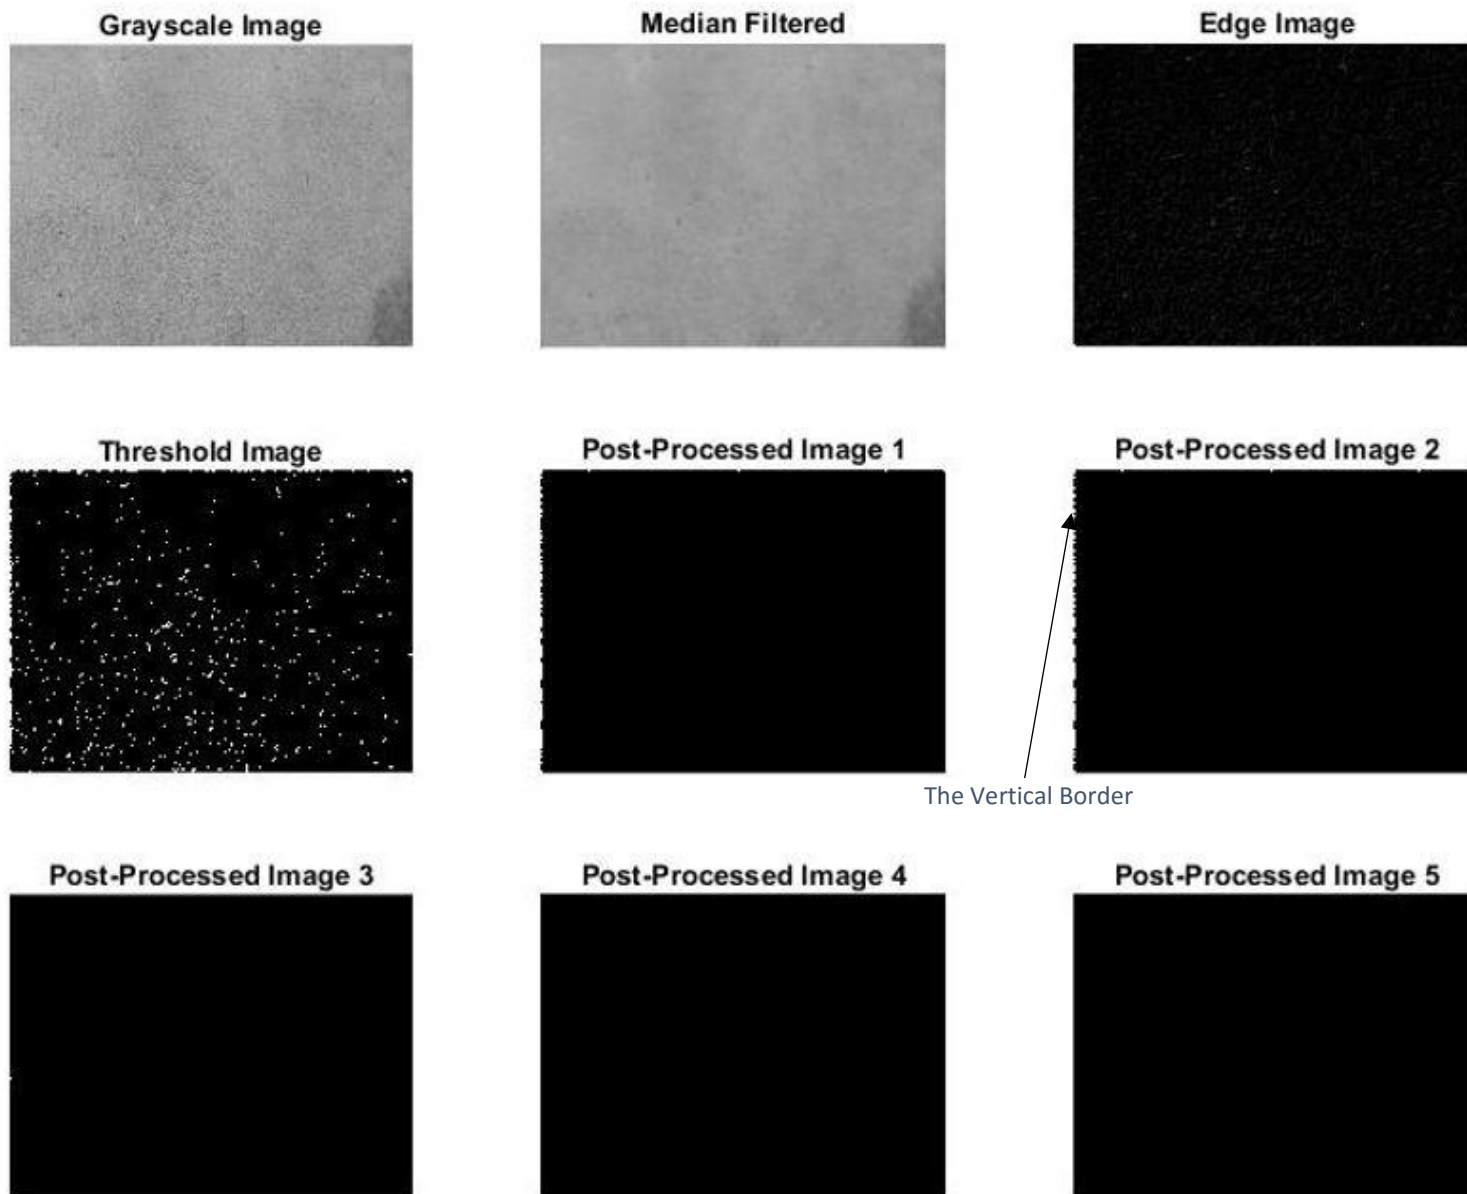 Grayscale Image
Median Filtered
Edge Image
Threshold Image
Post-Processed Image 1
Post-Processed Image 2
The Vertical Border
Post-Processed Image 3
Post-Processed Image 4
Post-Processed Image 5